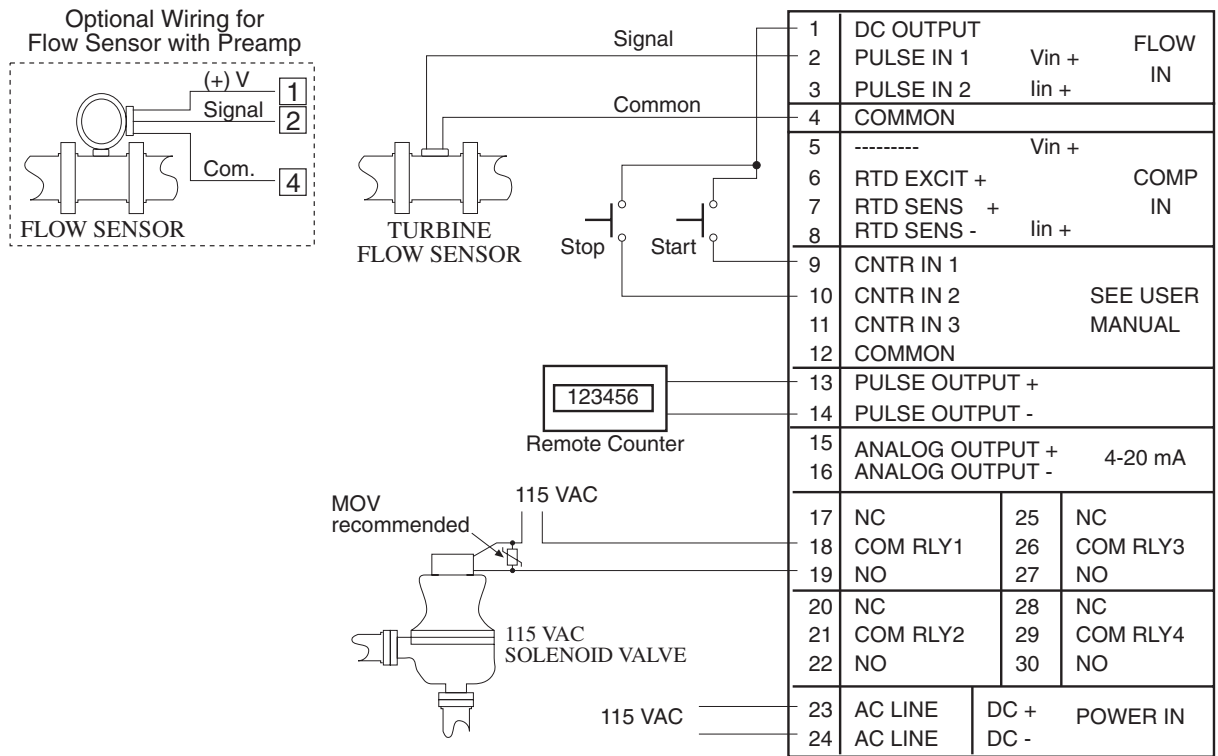 Optional Wiring for
Flow Sensor with Preamp
(+) V
1
Signal
2
Com.
4
FLOW SENSOR
Signal
Common
TURBINE
FLOW SENSOR
Stop
Start
123456
Remote Counter
MOV
recommended
115 VAC
115 VAC
SOLENOID VALVE
115 VAC
1 DC OUTPUT
2 PULSE IN 1 Vin +
3 PULSE IN 2 Iin +
FLOW
IN
4 COMMON
5 --------- Vin +
6 RTD EXCIT +
7 RTD SENS +
8 RTD SENS - Iin +
COMP
IN
9 CNTR IN 1
10 CNTR IN 2
11 CNTR IN 3
12 COMMON
SEE USER
MANUAL
13 PULSE OUTPUT +
14 PULSE OUTPUT -
15 ANALOG OUTPUT +
16 ANALOG OUTPUT -
4-20 mA
17 NC 25 NC
18 COM RLY1 26 COM RLY3
19 NO 27 NO
20 NC 28 NC
21 COM RLY2 29 COM RLY4
22 NO 30 NO
23 AC LINE DC +
24 AC LINE DC -
POWER IN